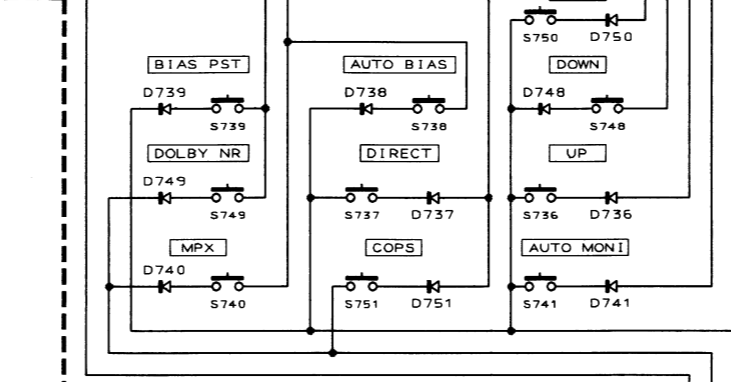 S750 D750
BIAS PST AUTO BIAS DOWN
D739 D738 D748
S739 S738 S748
DOLBY NR DIRECT UP
D749
S749 S737 D737 S736 D736
MPX COPS AUTO MONI
D740
S740 S751 D751 S741 D741